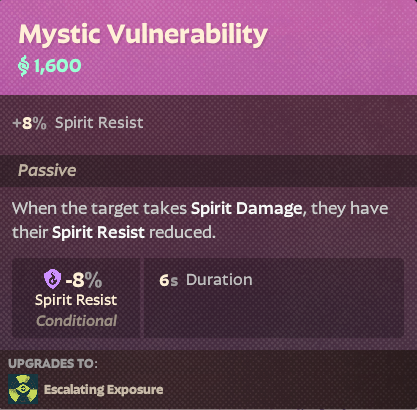 Mystic Vulnerability
1,600
+8% Spirit Resist
Passive
When the target takes Spirit Damage, they have
their Spirit Resist reduced.
-8%
Spirit Resist
Conditional
6s Duration
UPGRADES TO:
Escalating Exposure